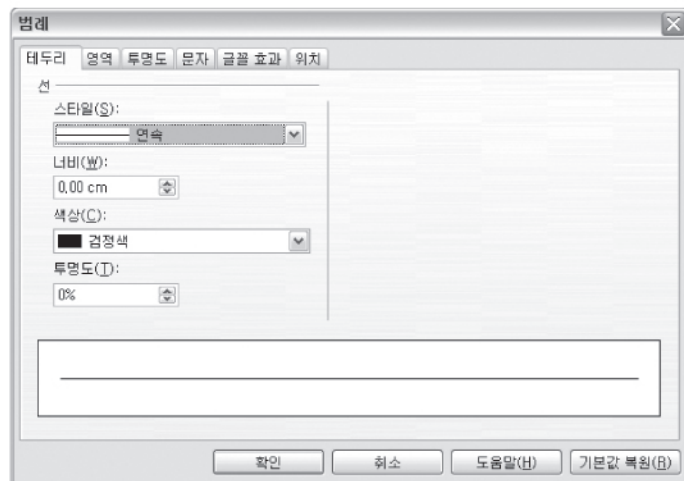 범례
테두리 영역 투명도 문자 글꼴 효과 위치
선
스타일(S):
연속
너비(W):
0,00 cm
색상(C):
검정색
투명도(T):
0%
확인 취소 도움말(H) 기본값 복원(R)